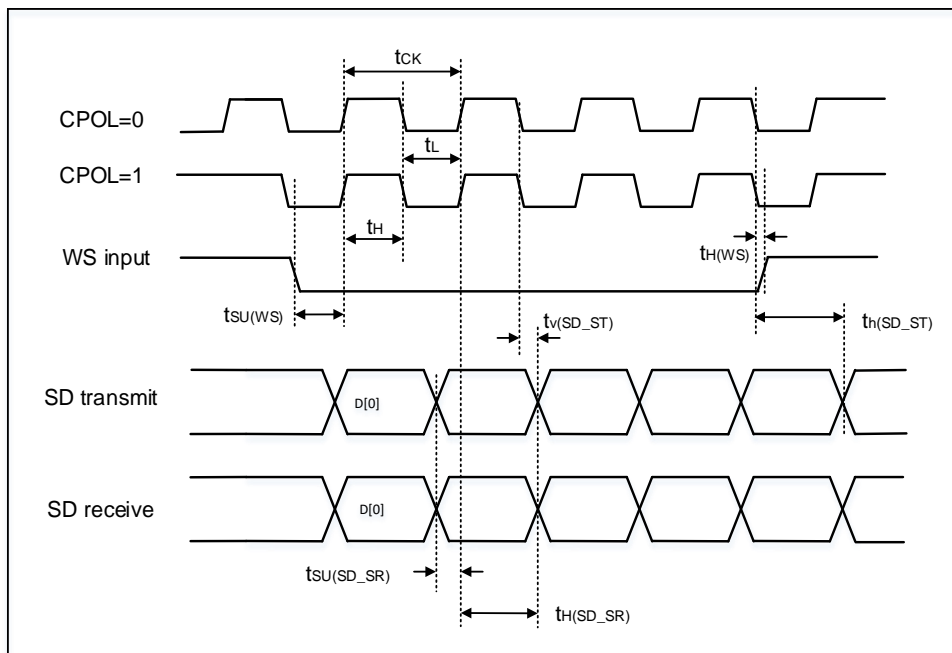 tCK
CPOL=0
tL
CPOL=1
tH
tH(WS)
WS input
tSU(WS)
tv(SD_ST)
th(SD_ST)
SD transmit
D[0]
SD receive
D[0]
tSU(SD_SR)
tH(SD_SR)